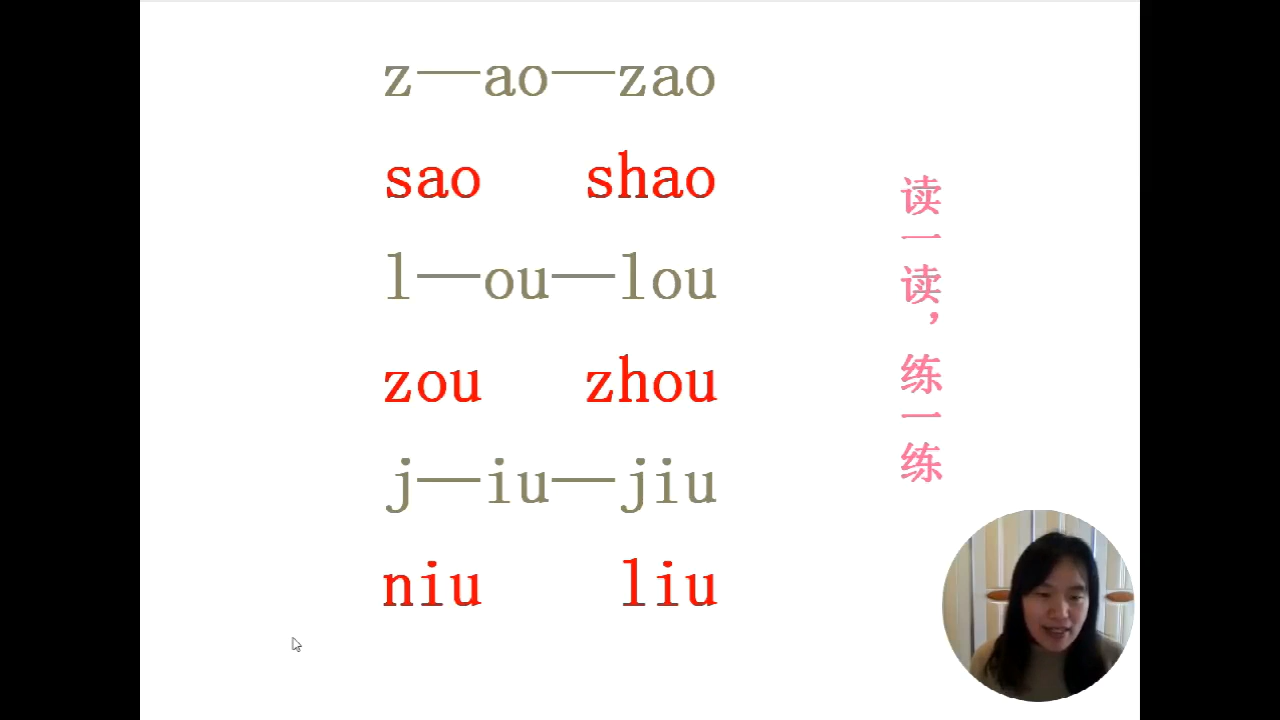 z—ao—zao
sao shao
l—ou—lou
zou zhou
j—iu—jiu
niu liu
读一读，练一练